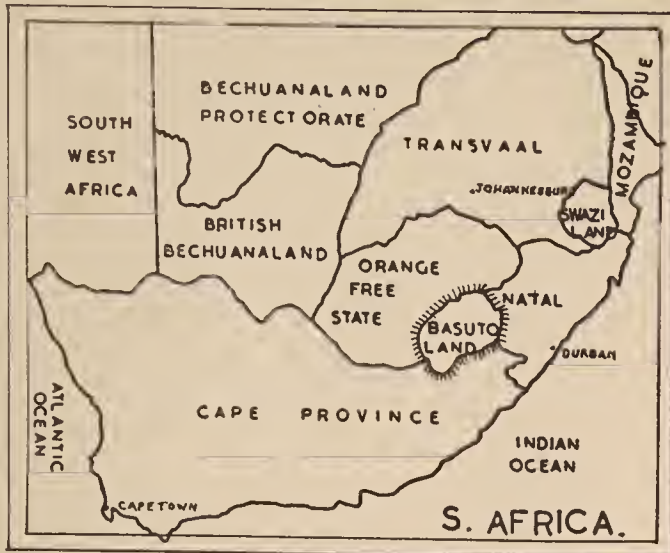 BECHUANALAND
PROTECTORATE
SOUTH
WEST
AFRICA
TRANSVAAL
MOZAMBIQUE
JOHANNESBURG
SWAZI
LAND
BRITISH
BECHUANALAND
ORANGE
FREE
STATE
NATAL
BASUTO
LAND
DURBAN
ATLANTIC
OCEAN
CAPE PROVINCE
INDIAN
OCEAN
CAPETOWN
S. AFRICA.